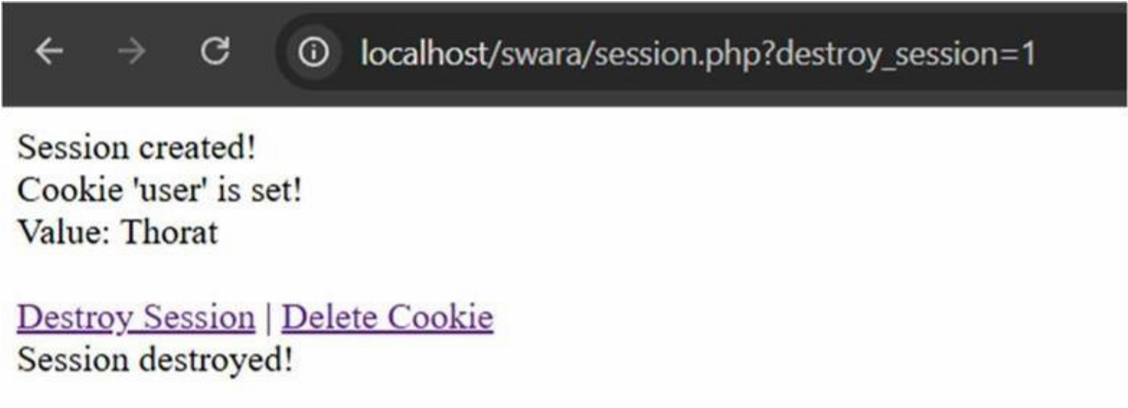 localhost/swara/session.php?destroy_session=1
Session created!
Cookie 'user' is set!
Value: Thorat
Destroy Session | Delete Cookie
Session destroyed!